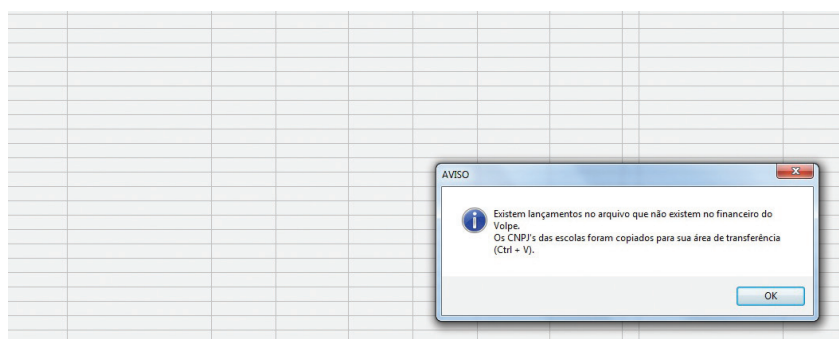 AVISO
Existem lançamentos no arquivo que não existem no financeiro do
Volpe.
Os CNPJ's das escolas foram copiados para sua área de transferência
(Ctrl + V).
OK